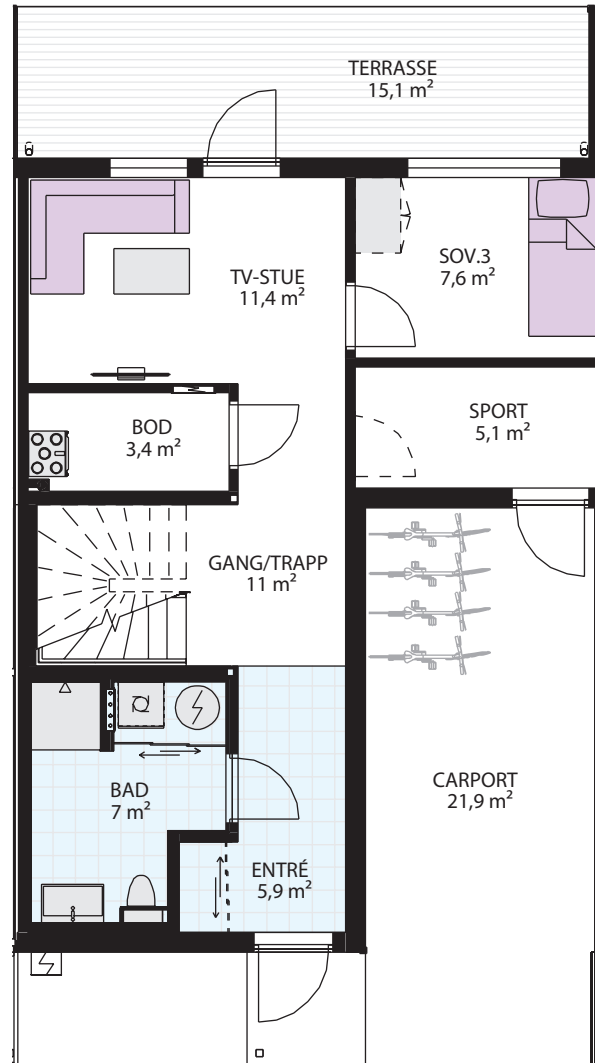 TERRASSE
15,1 m²
TV-STUE
11,4 m²
SOV.3
7,6 m²
BOD
3,4 m²
SPORT
5,1 m²
GANG/TRAPP
11 m²
BAD
7 m²
CARPORT
21,9 m²
ENTRÉ
5,9 m²